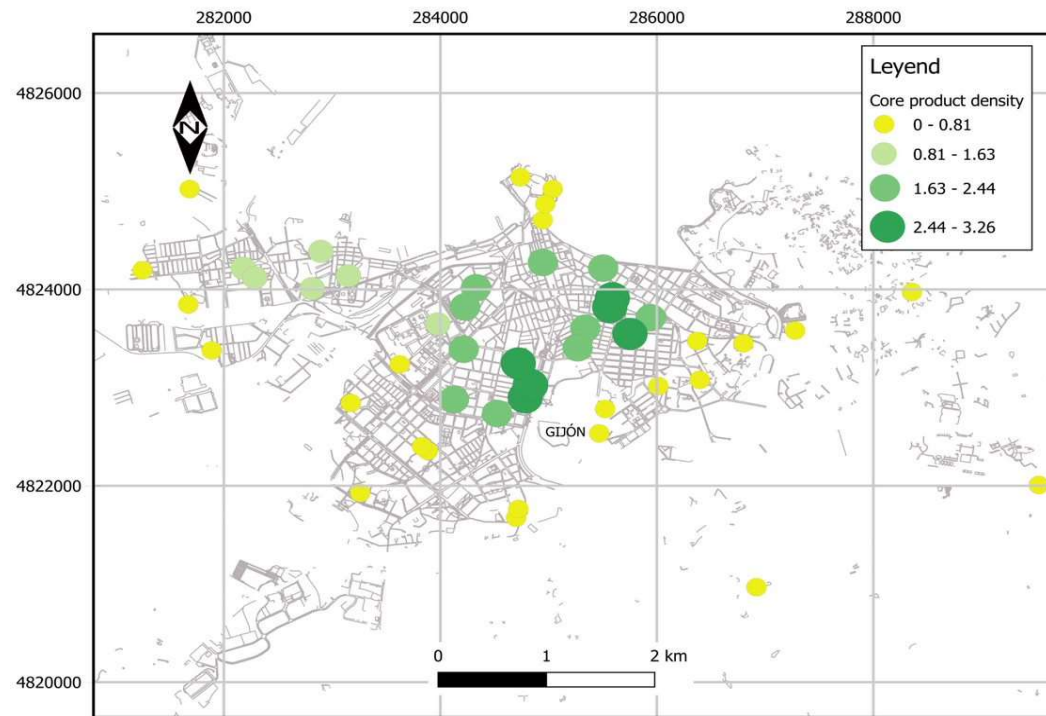 282000 284000 286000 288000
4826000
4824000
4822000
4820000
Leyend
Core product density
0 - 0.81
0.81 - 1.63
1.63 - 2.44
2.44 - 3.26
N
GIJÓN
0 1 2 km